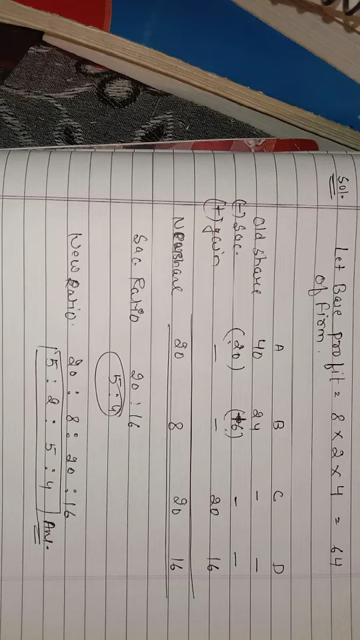 Sol. Let Base profit = 8 × 2 × 4 = 64
of firm.
A B C D
Old share 40 24 - -
(-) Sac. (20) (16) - -
(+) gain - - 20 16
New share 20 8 20 16
Sac Ratio 20 : 16
5 : 4
New Ratio. 20 : 8 : 20 : 16
5 : 2 : 5 : 4 Ans.